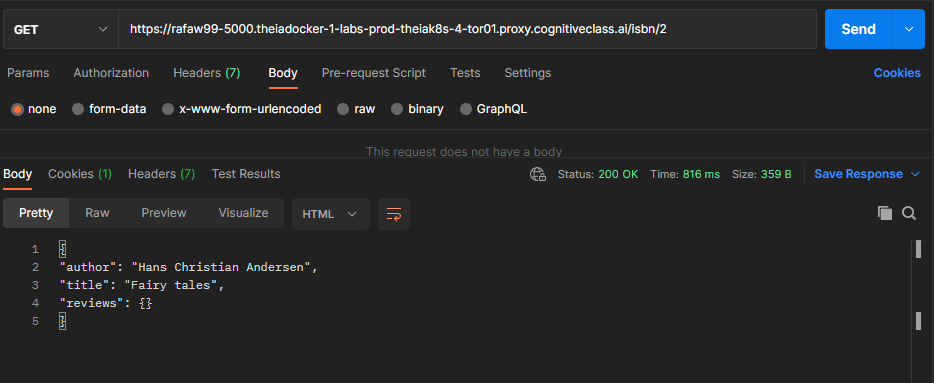 GET https://rafaw99-5000.theiadocker-1-labs-prod-theiak8s-4-tor01.proxy.cognitiveclass.ai/isbn/2 Send
Params Authorization Headers (7) Body Pre-request Script Tests Settings Cookies
none form-data x-www-form-urlencoded raw binary GraphQL
This request does not have a body
Body Cookies (1) Headers (7) Test Results Status: 200 OK Time: 816 ms Size: 359 B Save Response
Pretty Raw Preview Visualize HTML
1 {
2 "author": "Hans Christian Andersen",
3 "title": "Fairy tales",
4 "reviews": {}
5 }